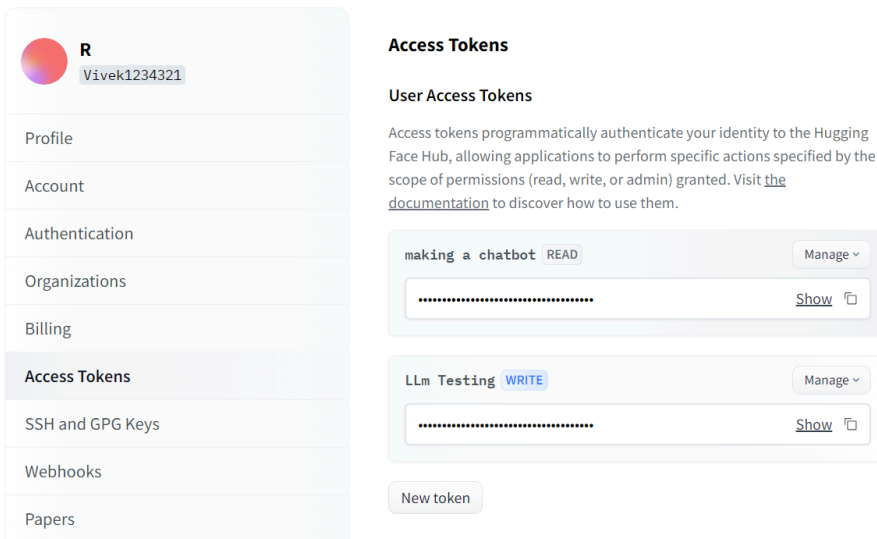 R
Vivek1234321
Profile
Account
Authentication
Organizations
Billing
Access Tokens
SSH and GPG Keys
Webhooks
Papers
Access Tokens
User Access Tokens
Access tokens programmatically authenticate your identity to the Hugging
Face Hub, allowing applications to perform specific actions specified by the
scope of permissions (read, write, or admin) granted. Visit the
documentation to discover how to use them.
making a chatbot READ Manage
Show
LLm Testing WRITE Manage
Show
New token